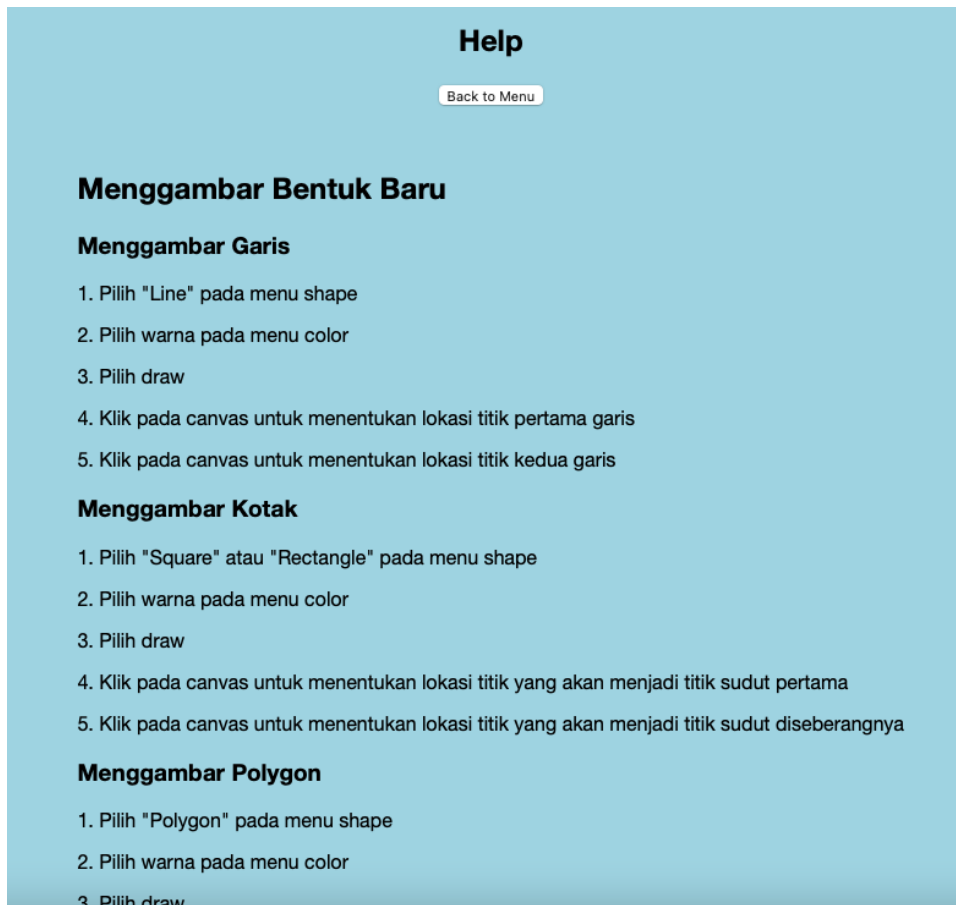 Help
Back to Menu
Menggambar Bentuk Baru
Menggambar Garis
1. Pilih "Line" pada menu shape
2. Pilih warna pada menu color
3. Pilih draw
4. Klik pada canvas untuk menentukan lokasi titik pertama garis
5. Klik pada canvas untuk menentukan lokasi titik kedua garis
Menggambar Kotak
1. Pilih "Square" atau "Rectangle" pada menu shape
2. Pilih warna pada menu color
3. Pilih draw
4. Klik pada canvas untuk menentukan lokasi titik yang akan menjadi titik sudut pertama
5. Klik pada canvas untuk menentukan lokasi titik yang akan menjadi titik sudut diseberangnya
Menggambar Polygon
1. Pilih "Polygon" pada menu shape
2. Pilih warna pada menu color
3. Pilih draw